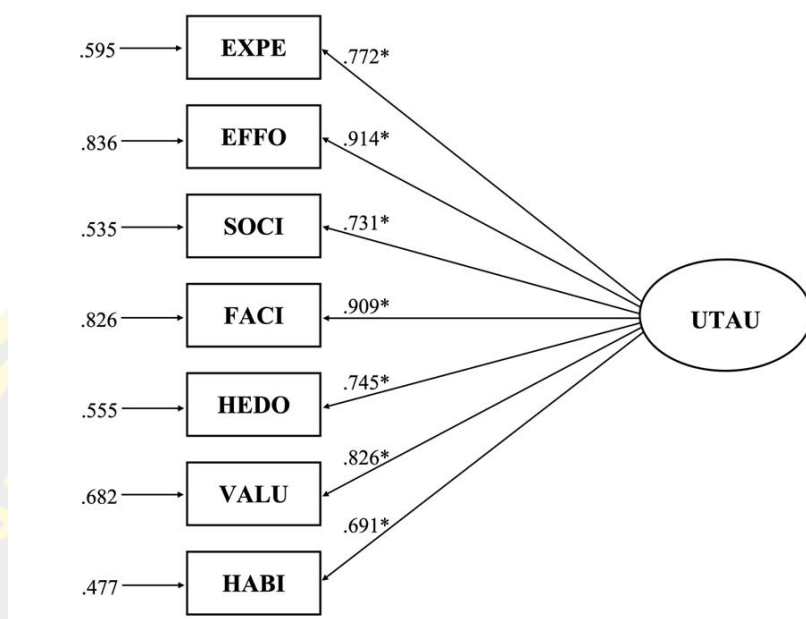 .595 EXPE .772*
.836 EFFO .914*
.535 SOCI .731*
.826 FACI .909*
UTAU
.555 HEDO .745*
.682 VALU .826*
.477 HABI .691*